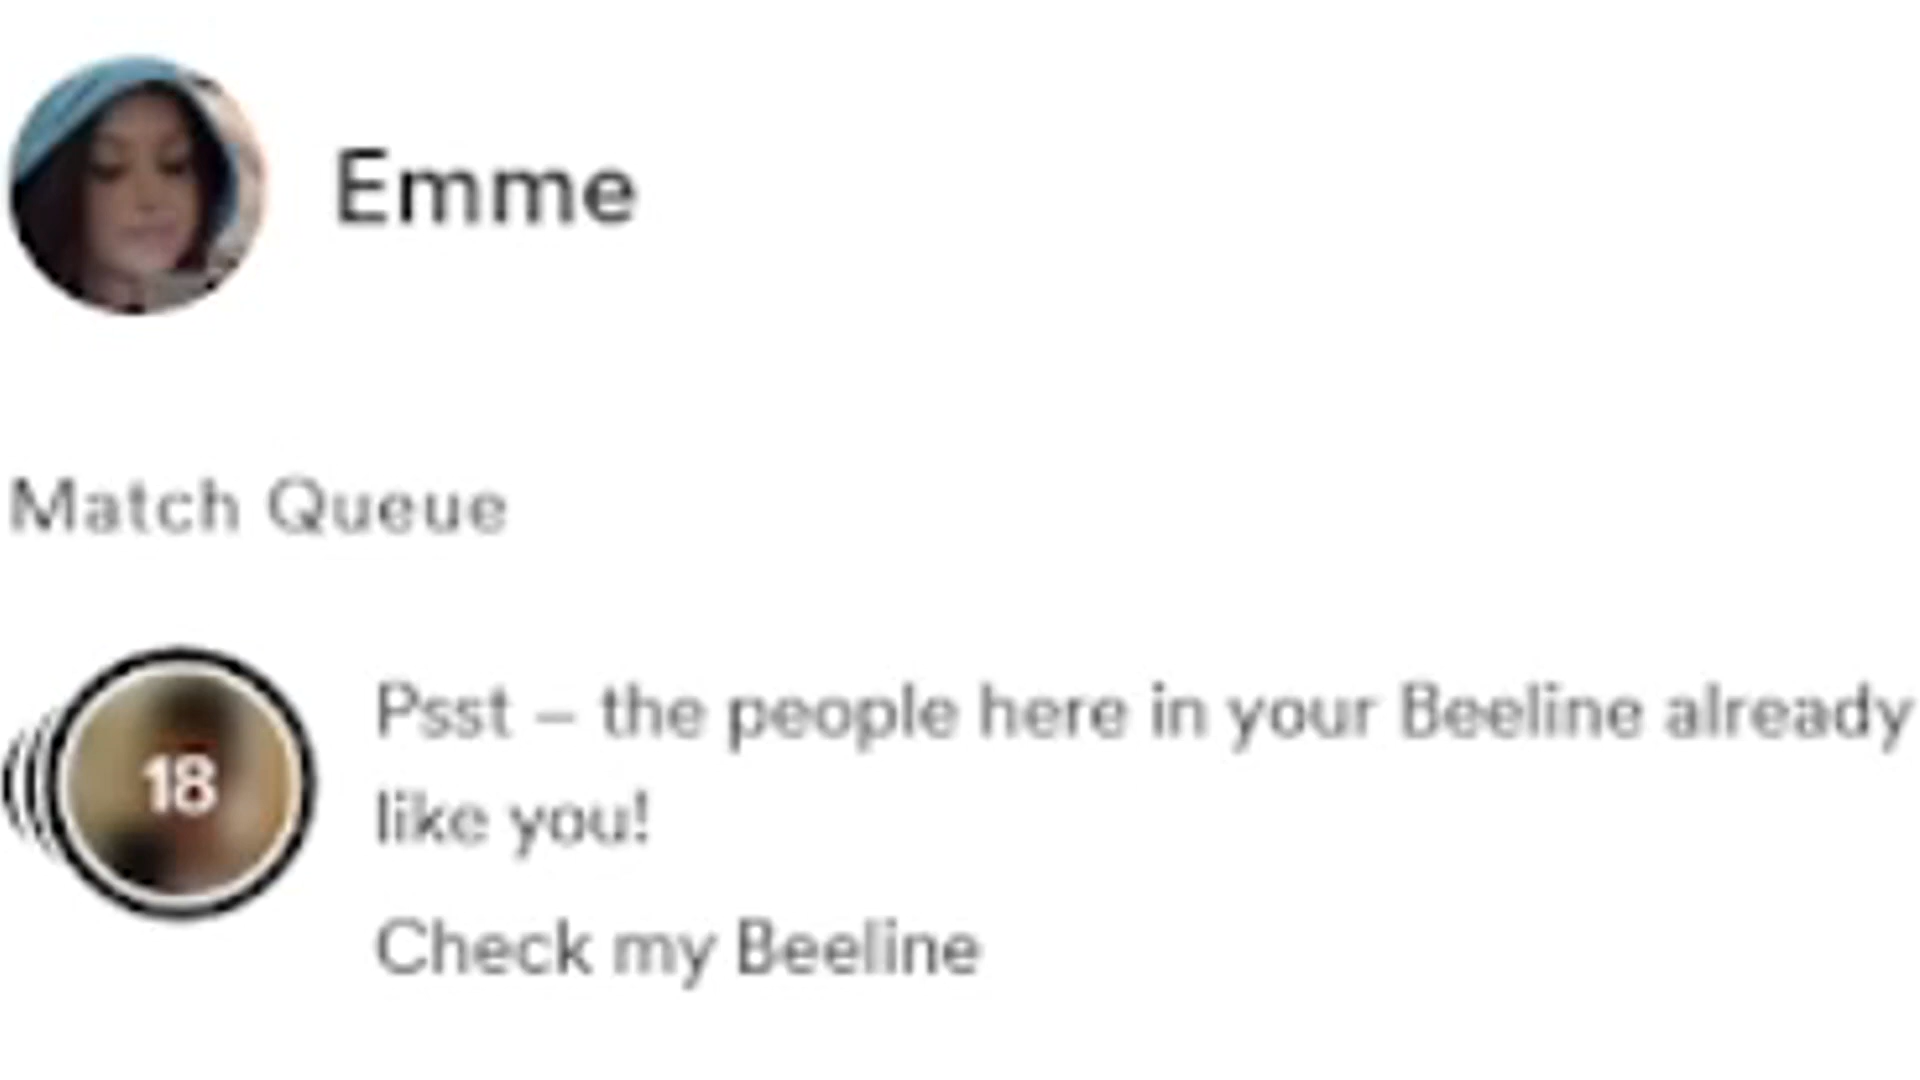 Emme
Match Queue
18
Psst – the people here in your Beeline already
like you!
Check my Beeline